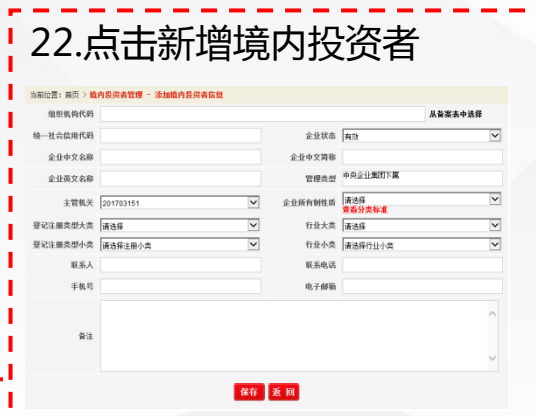 22.点击新增境内投资者
当前位置：首页 > 境内投资者管理 - 添加境内投资者信息
组织机构代码 从备案表中选择
统一社会信用代码 企业状态 有效
企业中文名称 企业中文简称
企业英文名称 管理类型 中央企业集团下属
主管机关 201703151 企业所有制性质 请选择
查看分类标准
登记注册类型大类 请选择 行业大类 请选择
登记注册类型小类 请选择注册小类 行业小类 请选择行业小类
联系人 联系电话
手机号 电子邮箱
备注
保存 返回